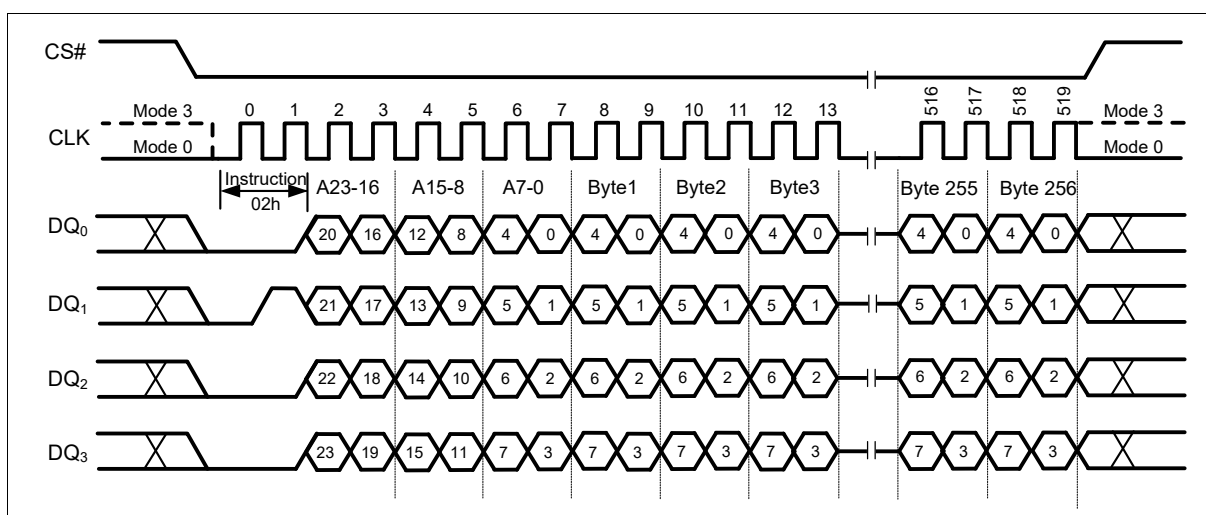 CS#
Mode 3 0 1 2 3 4 5 6 7 8 9 10 11 12 13 516 517 518 519 Mode 3
CLK
Mode 0 Mode 0
Instruction A23-16 A15-8 A7-0 Byte1 Byte2 Byte3 Byte 255 Byte 256
02h
DQ0 20 16 12 8 4 0 4 0 4 0 4 0 4 0 4 0
DQ1 21 17 13 9 5 1 5 1 5 1 5 1 5 1 5 1
DQ2 22 18 14 10 6 2 6 2 6 2 6 2 6 2 6 2
DQ3 23 19 15 11 7 3 7 3 7 3 7 3 7 3 7 3